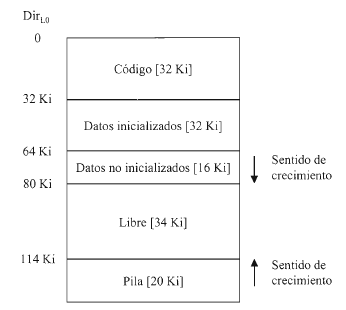 Dir_L0
0
Código [32 Ki]
32 Ki
Datos inicializados [32 Ki]
64 Ki
Datos no inicializados [16 Ki]
Sentido de
crecimiento
80 Ki
Libre [34 Ki]
114 Ki
Pila [20 Ki]
Sentido de
crecimiento